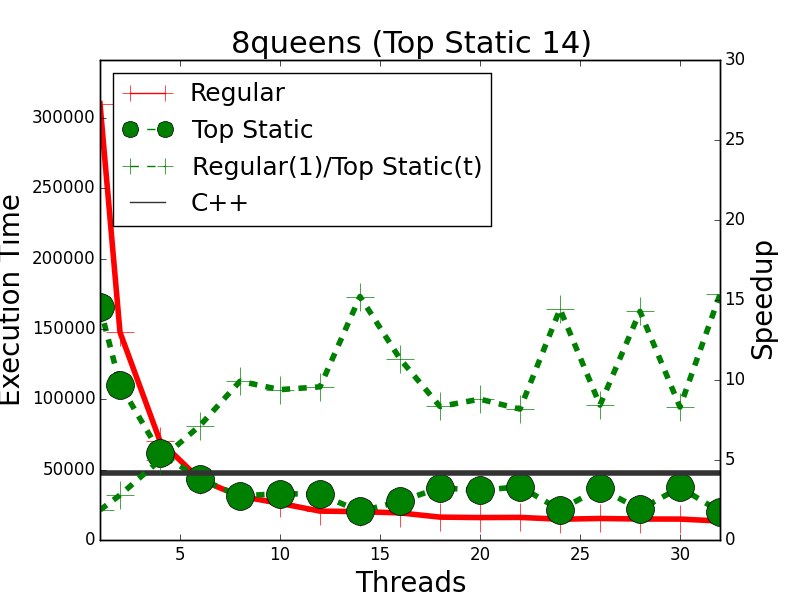 8queens (Top Static 14)
Regular
Top Static
Regular(1)/Top Static(t)
C++
Execution Time
300000
250000
200000
150000
100000
50000
0
30
25
20
15
10
5
0
Speedup
5 10 15 20 25 30
Threads